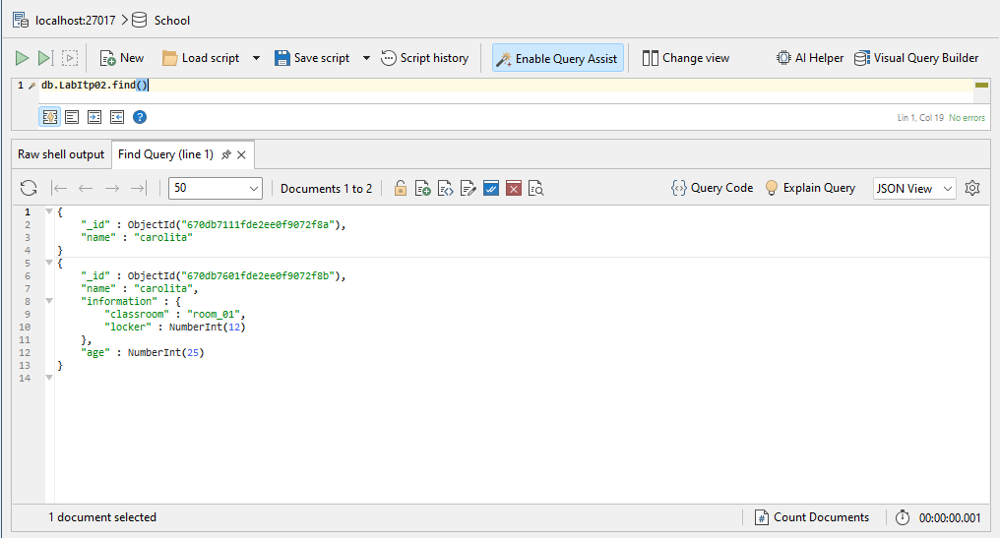 localhost:27017 School
New Load script Save script Script history Enable Query Assist Change view AI Helper Visual Query Builder
1 db.LabItp02.find()
Lin 1, Col 19 No errors
Raw shell output Find Query (line 1)
50 Documents 1 to 2 Query Code Explain Query JSON View
1 {
2 "_id" : ObjectId("670db7111fde2ee0f9072f8a"),
3 "name" : "carolita"
4 }
5 {
6 "_id" : ObjectId("670db7601fde2ee0f9072f8b"),
7 "name" : "carolita",
8 "information" : {
9 "classroom" : "room_01",
10 "locker" : NumberInt(12)
11 },
12 "age" : NumberInt(25)
13 }
14
1 document selected Count Documents 00:00:00.001